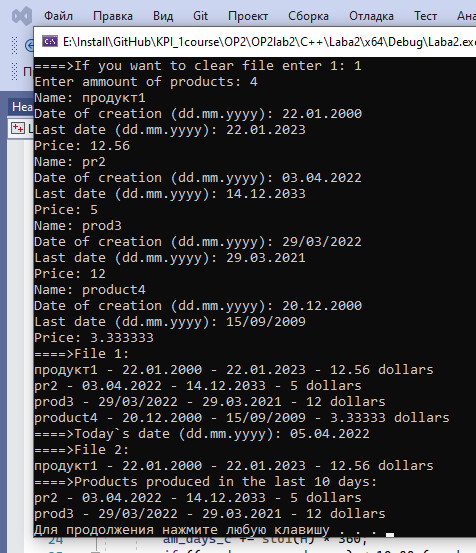 Файл Правка Вид Git Проект Сборка Отладка Тест Ана
E:\Install\GitHub\KPI_1course\OP2\OP2lab2\C++\Laba2\x64\Debug\Laba2.exe
====>If you want to clear file enter 1: 1
Enter ammount of products: 4
Name: продукт1
Date of creation (dd.mm.yyyy): 22.01.2000
Last date (dd.mm.yyyy): 22.01.2023
Price: 12.56
Name: pr2
Date of creation (dd.mm.yyyy): 03.04.2022
Last date (dd.mm.yyyy): 14.12.2033
Price: 5
Name: prod3
Date of creation (dd.mm.yyyy): 29/03/2022
Last date (dd.mm.yyyy): 29.03.2021
Price: 12
Name: product4
Date of creation (dd.mm.yyyy): 20.12.2000
Last date (dd.mm.yyyy): 15/09/2009
Price: 3.333333
====>File 1:
продукт1 - 22.01.2000 - 22.01.2023 - 12.56 dollars
pr2 - 03.04.2022 - 14.12.2033 - 5 dollars
prod3 - 29/03/2022 - 29.03.2021 - 12 dollars
product4 - 20.12.2000 - 15/09/2009 - 3.33333 dollars
====>Today`s date (dd.mm.yyyy): 05.04.2022
====>File 2:
продукт1 - 22.01.2000 - 22.01.2023 - 12.56 dollars
====>Products produced in the last 10 days:
pr2 - 03.04.2022 - 14.12.2033 - 5 dollars
prod3 - 29/03/2022 - 29.03.2021 - 12 dollars
Для продолжения нажмите любую клавишу . . .
24 am_days_c += stoi(H) * 360;